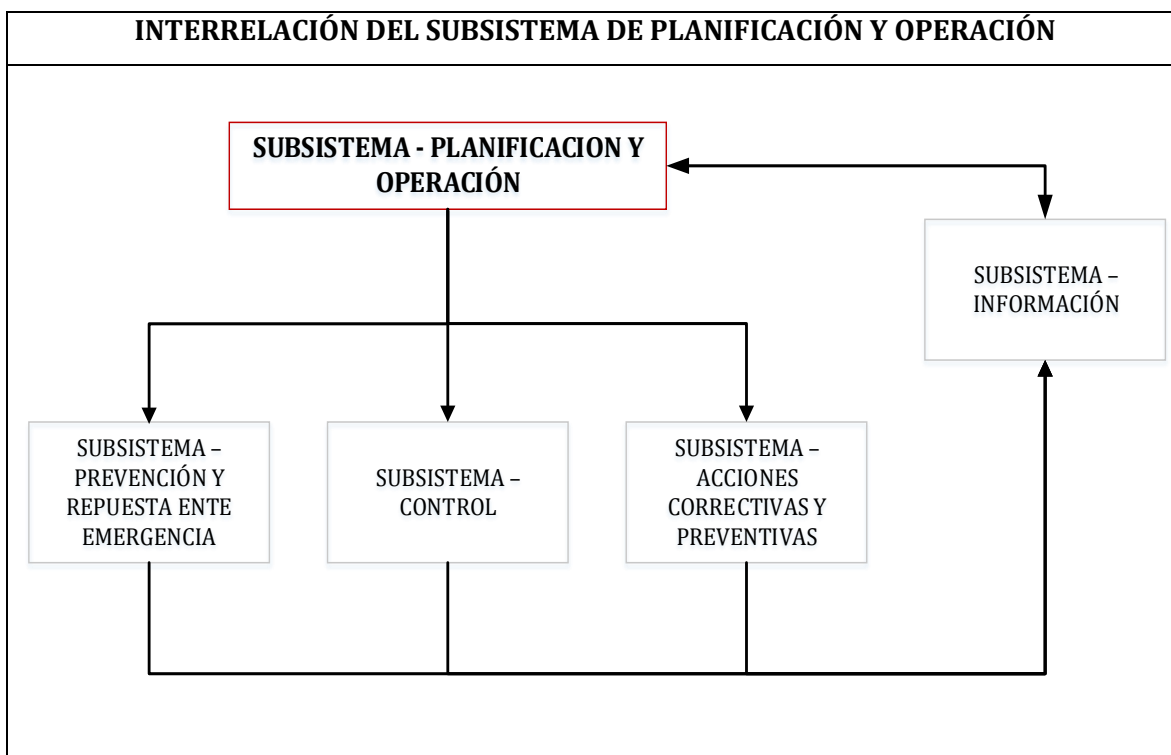 INTERRELACIÓN DEL SUBSISTEMA DE PLANIFICACIÓN Y OPERACIÓN
SUBSISTEMA - PLANIFICACION Y
OPERACIÓN
SUBSISTEMA –
INFORMACIÓN
SUBSISTEMA –
PREVENCIÓN Y
REPUESTA ENTE
EMERGENCIA
SUBSISTEMA –
CONTROL
SUBSISTEMA –
ACCIONES
CORRECTIVAS Y
PREVENTIVAS